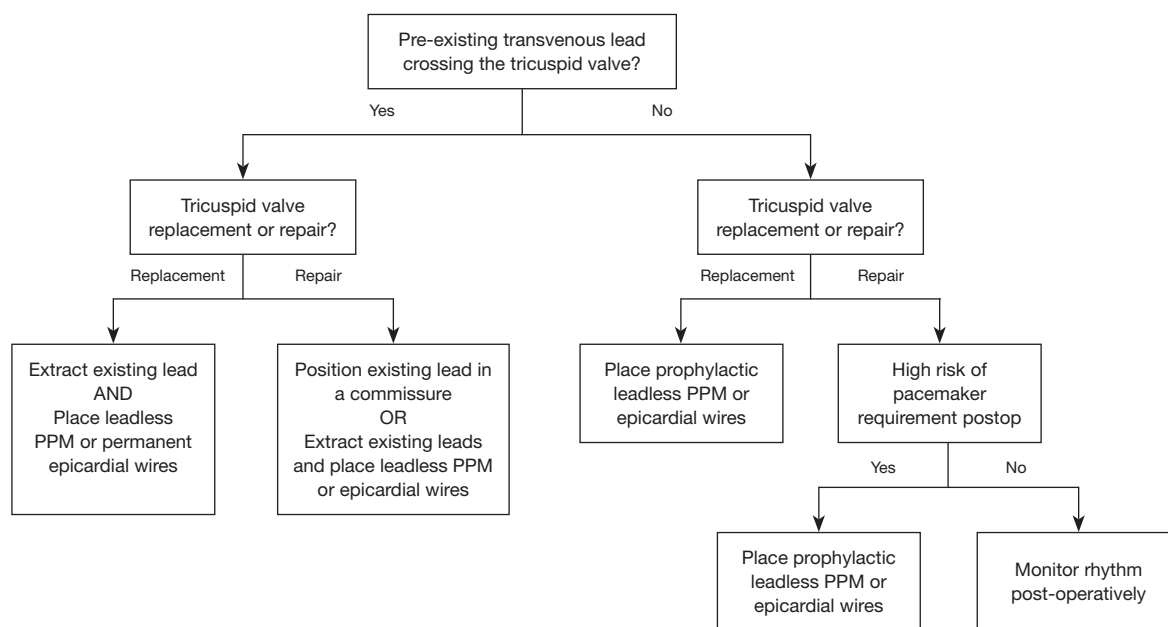 Pre-existing transvenous lead
crossing the tricuspid valve?
Yes
No
Tricuspid valve
replacement or repair?
Tricuspid valve
replacement or repair?
Replacement
Repair
Replacement
Repair
Extract existing lead
AND
Place leadless
PPM or permanent
epicardial wires
Position existing lead in
a commissure
OR
Extract existing leads
and place leadless PPM
or epicardial wires
Place prophylactic
leadless PPM or
epicardial wires
High risk of
pacemaker
requirement postop
Yes
No
Place prophylactic
leadless PPM or
epicardial wires
Monitor rhythm
post-operatively